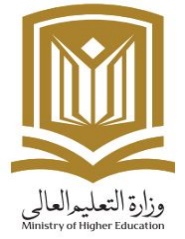 وزارة التعليم العالي
Ministry of Higher Education